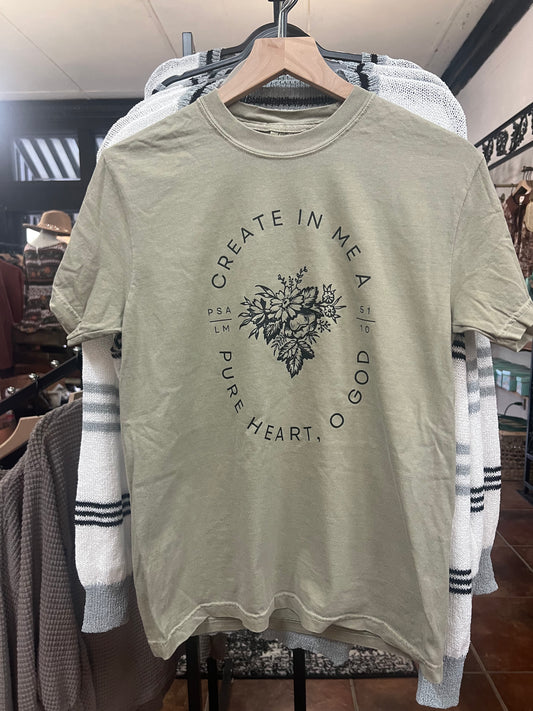 CREATE IN ME A
PSA
LM
51
10
PURE HEART, O GOD